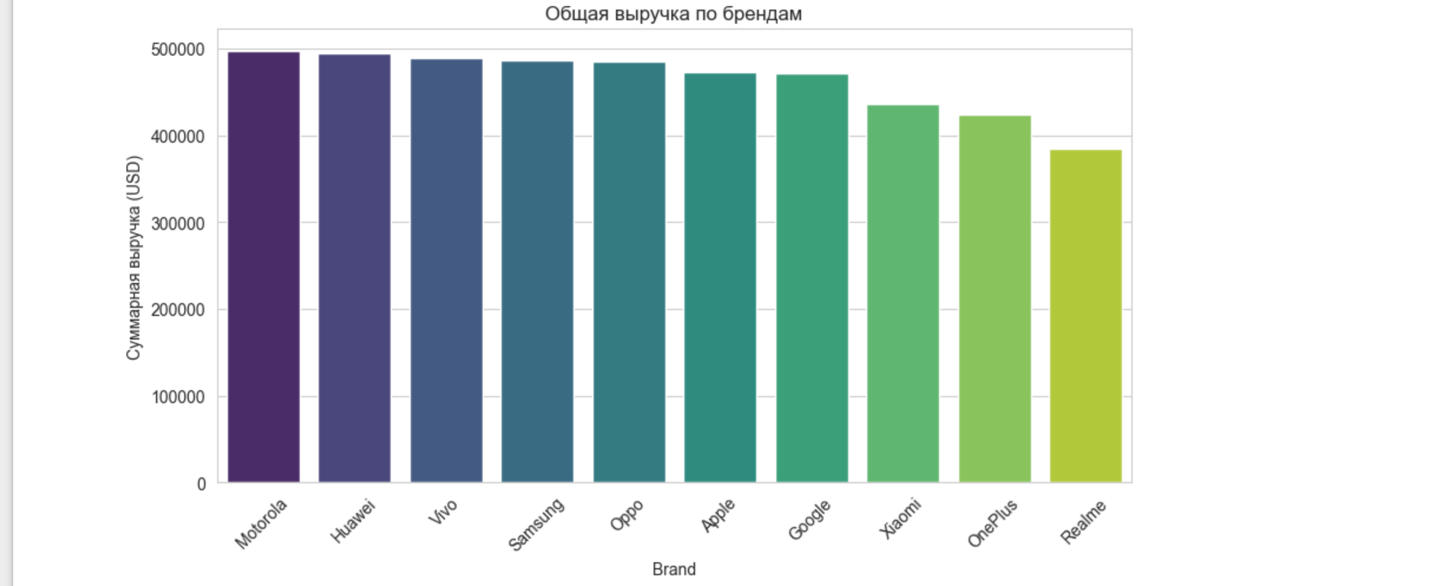 Общая выручка по брендам
Суммарная выручка (USD)
500000
400000
300000
200000
100000
0
Motorola
Huawei
Vivo
Samsung
Oppo
Apple
Google
Xiaomi
OnePlus
Realme
Brand